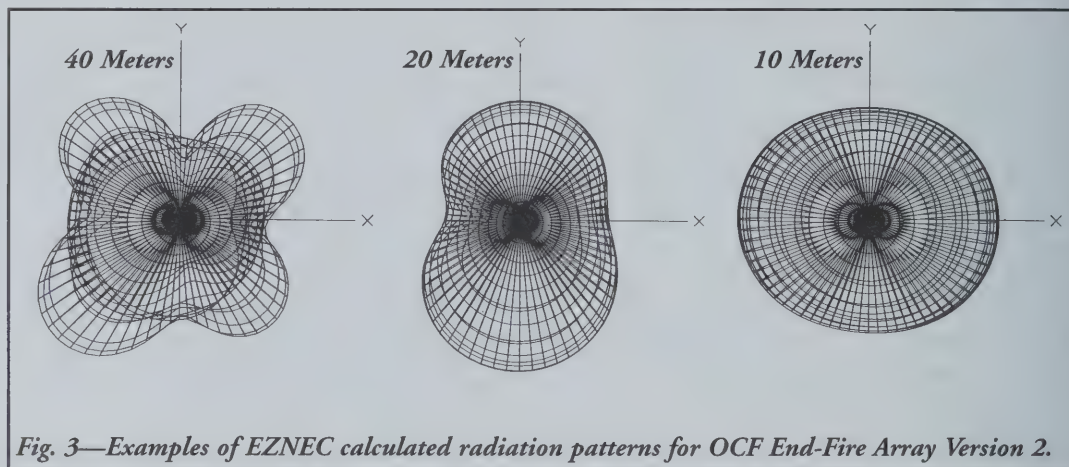 Y
40 Meters
X
Y
20 Meters
X
Y
10 Meters
X
Fig. 3—Examples of EZNEC calculated radiation patterns for OCF End-Fire Array Version 2.